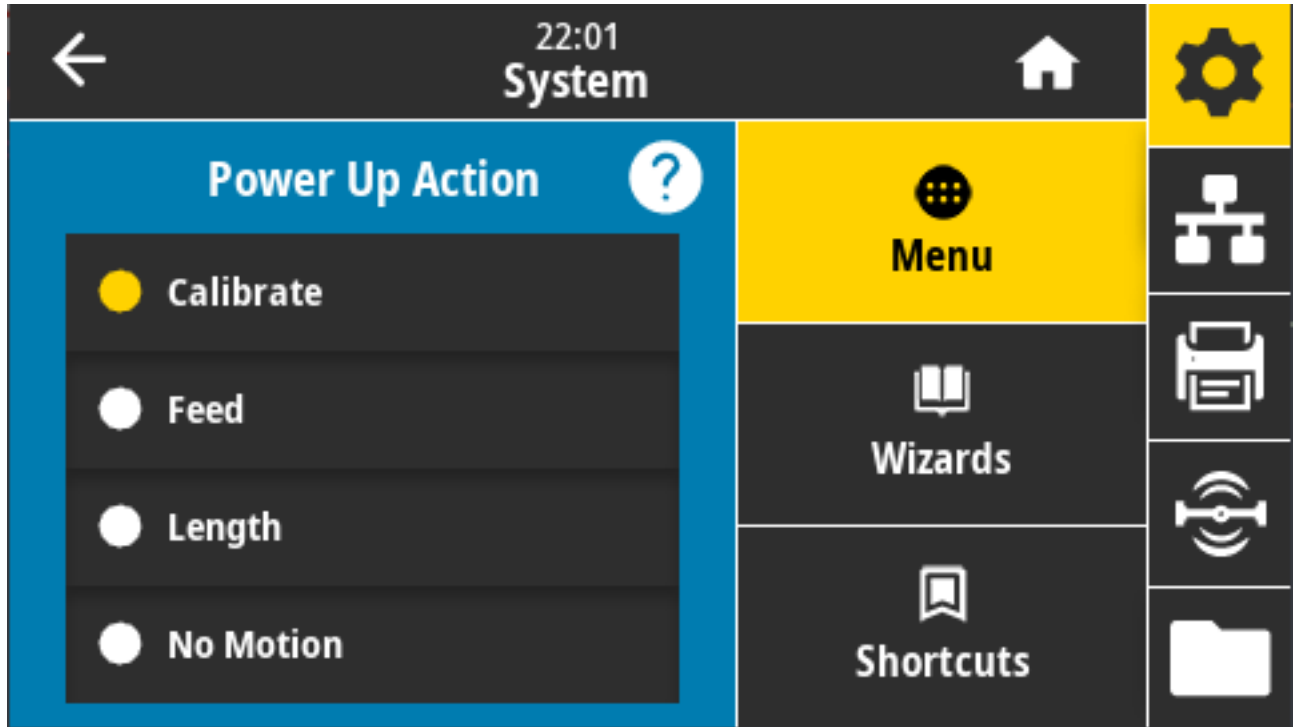 22:01
System
Power Up Action
?
Calibrate
Feed
Length
No Motion
Menu
Wizards
Shortcuts